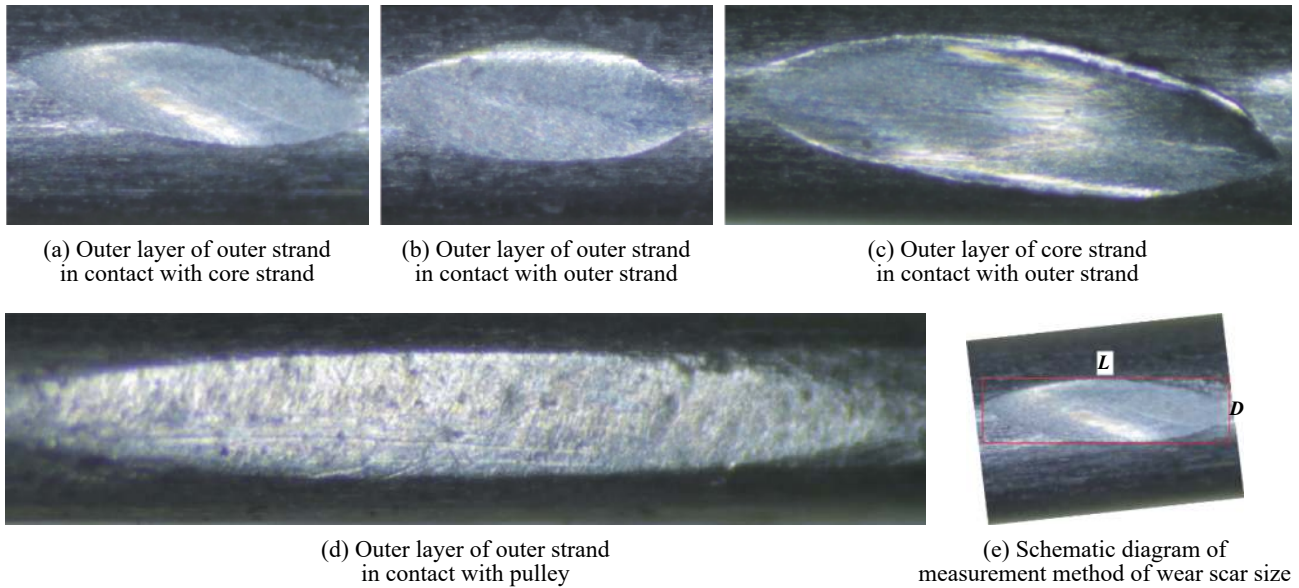 (a) Outer layer of outer strand
in contact with core strand
(b) Outer layer of outer strand
in contact with outer strand
(c) Outer layer of core strand
in contact with outer strand
L
D
(d) Outer layer of outer strand
in contact with pulley
(e) Schematic diagram of
measurement method of wear scar size